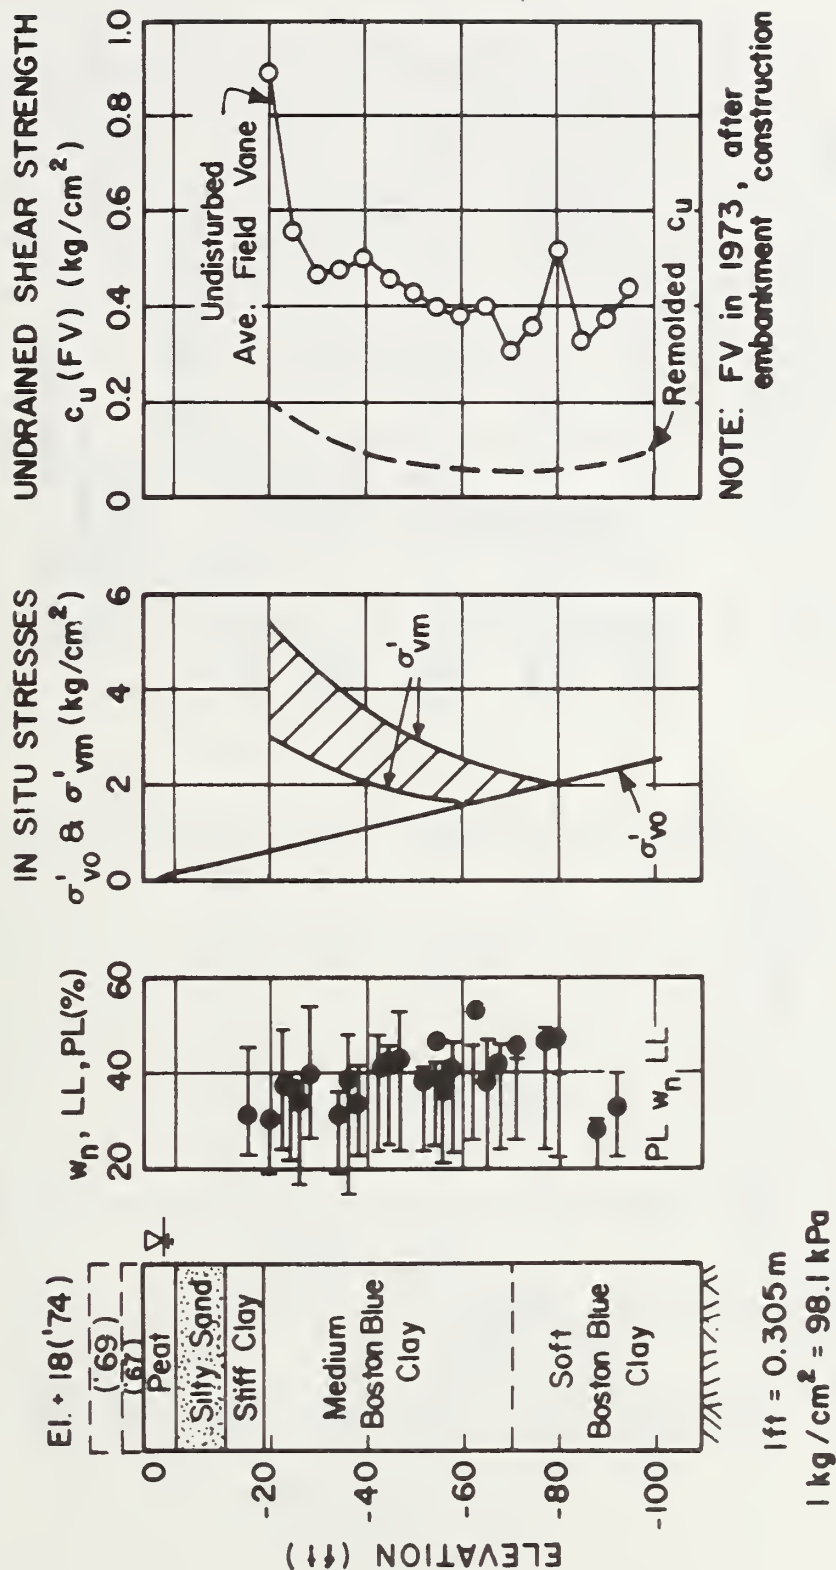 El. + 18 ('74)
('69)
('67)
Peat
Silty Sand
Stiff Clay
Medium
Boston Blue
Clay
Soft
Boston Blue
Clay
0
-20
-40
-60
-80
-100
ELEVATION (ft)
1 ft = 0.305 m
1 kg/cm² = 98.1 kPa
wn, LL, PL(%)
20 40 60
PL wn LL
IN SITU STRESSES
σ'vo & σ'vm (kg/cm²)
0 2 4 6
σ'vm
σ'vo
UNDRAINED SHEAR STRENGTH
cu (FV) (kg/cm²)
0 0.2 0.4 0.6 0.8 1.0
Undisturbed
Ave. Field Vane
Remolded cu
NOTE: FV in 1973, after
embankment construction